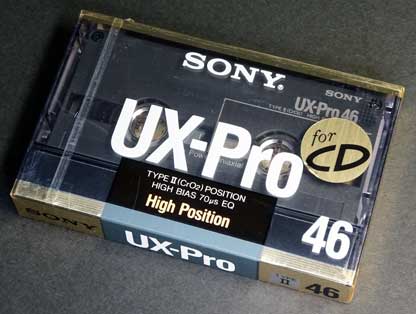 SONY.
SONY
UX-Pro 46
UX-Pro
for
CD
TYPE II (CrO2) POSITION
HIGH BIAS 70μs EQ
High Position
46
UX-Pro
II
46